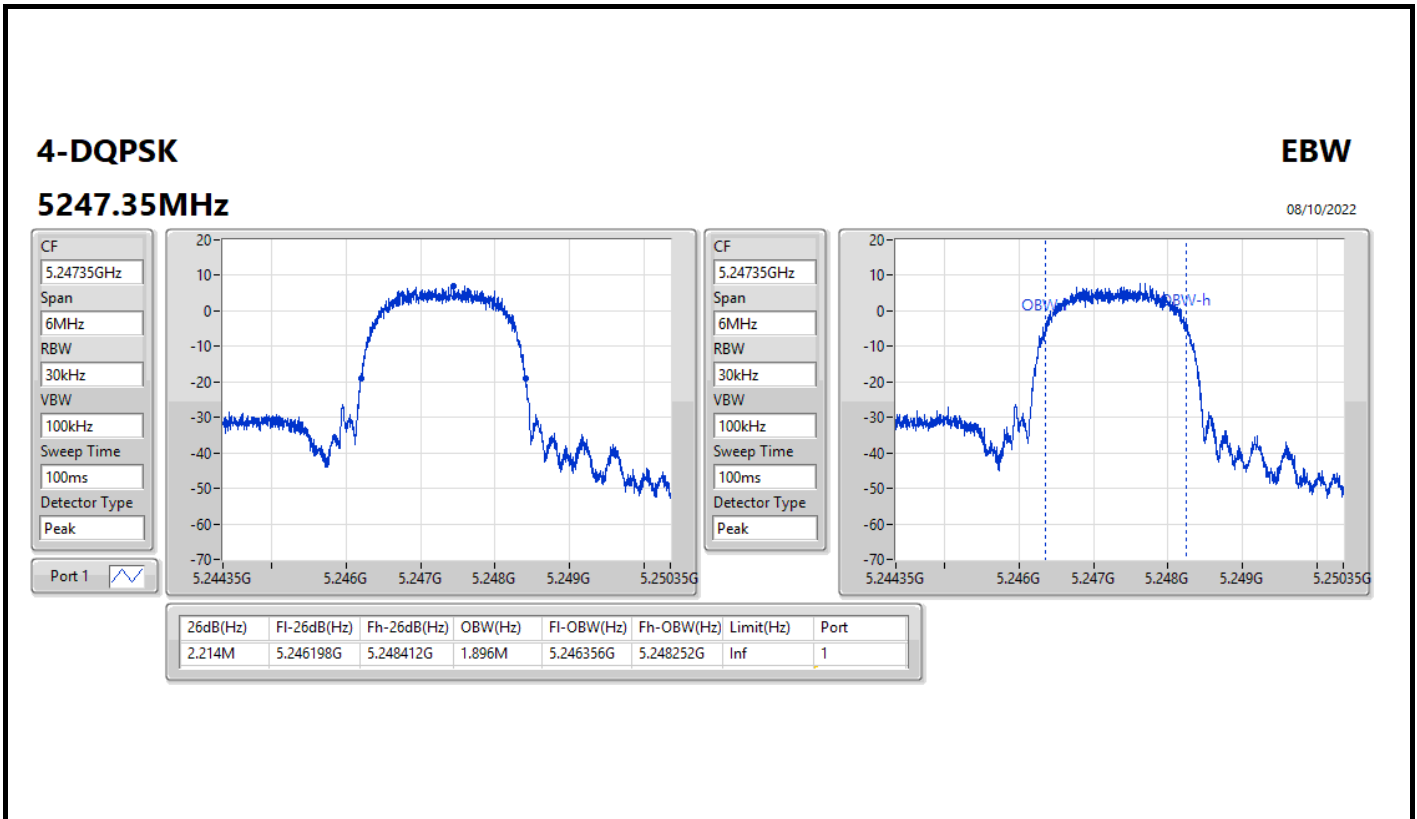 4-DQPSK
EBW
5247.35MHz
08/10/2022
CF
5.24735GHz
Span
6MHz
RBW
30kHz
VBW
100kHz
Sweep Time
100ms
Detector Type
Peak
Port 1
20
10
0
-10
-20
-30
-40
-50
-60
-70
5.24435G 5.246G 5.247G 5.248G 5.249G 5.25035G
CF
5.24735GHz
Span
6MHz
RBW
30kHz
VBW
100kHz
Sweep Time
100ms
Detector Type
Peak
20
10
0
-10
-20
-30
-40
-50
-60
-70
OBW
OBW-h
5.24435G 5.246G 5.247G 5.248G 5.249G 5.25035G
26dB(Hz) Fl-26dB(Hz) Fh-26dB(Hz) OBW(Hz) Fl-OBW(Hz) Fh-OBW(Hz) Limit(Hz) Port
2.214M 5.246198G 5.248412G 1.896M 5.246356G 5.248252G Inf 1